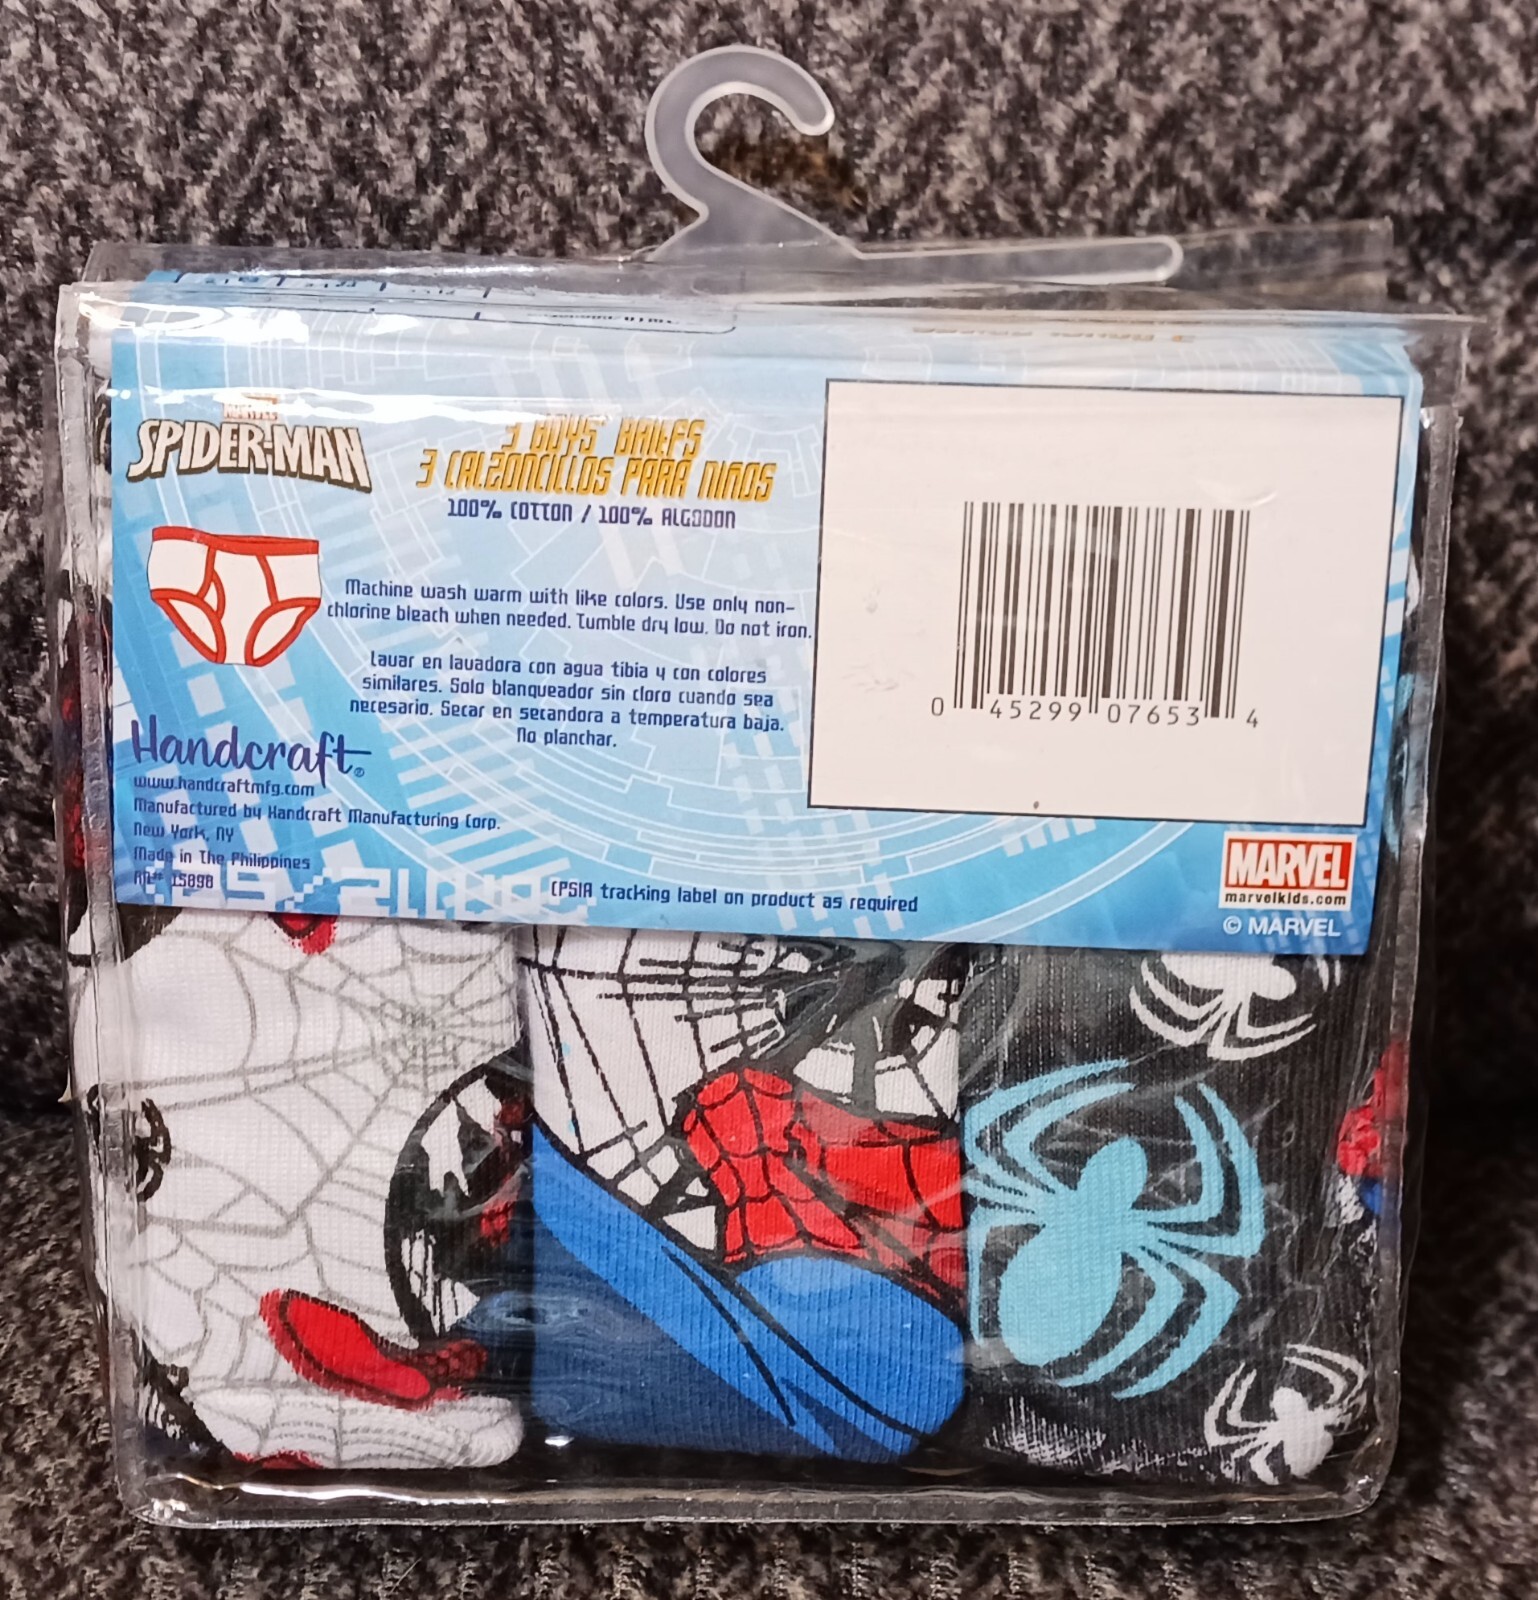 MARVEL
SPIDER-MAN
3 BOYS' BRIEFS
3 CALZONCILLOS PARA NIÑOS
100% COTTON / 100% ALGODON
Machine wash warm with like colors. Use only non-
chlorine bleach when needed. Tumble dry low. Do not iron.
Lavar en lavadora con agua tibia y con colores
similares. Solo blanqueador sin cloro cuando sea
necesario. Secar en secandora a temperatura baja.
No planchar.
Handcraft®
www.handcraftmfg.com
Manufactured by Handcraft Manufacturing Corp.
New York, NY
Made in The Philippines
RN# 15898
CPSIA tracking label on product as required
0 45299 07653 4
MARVEL
marvelkids.com
© MARVEL